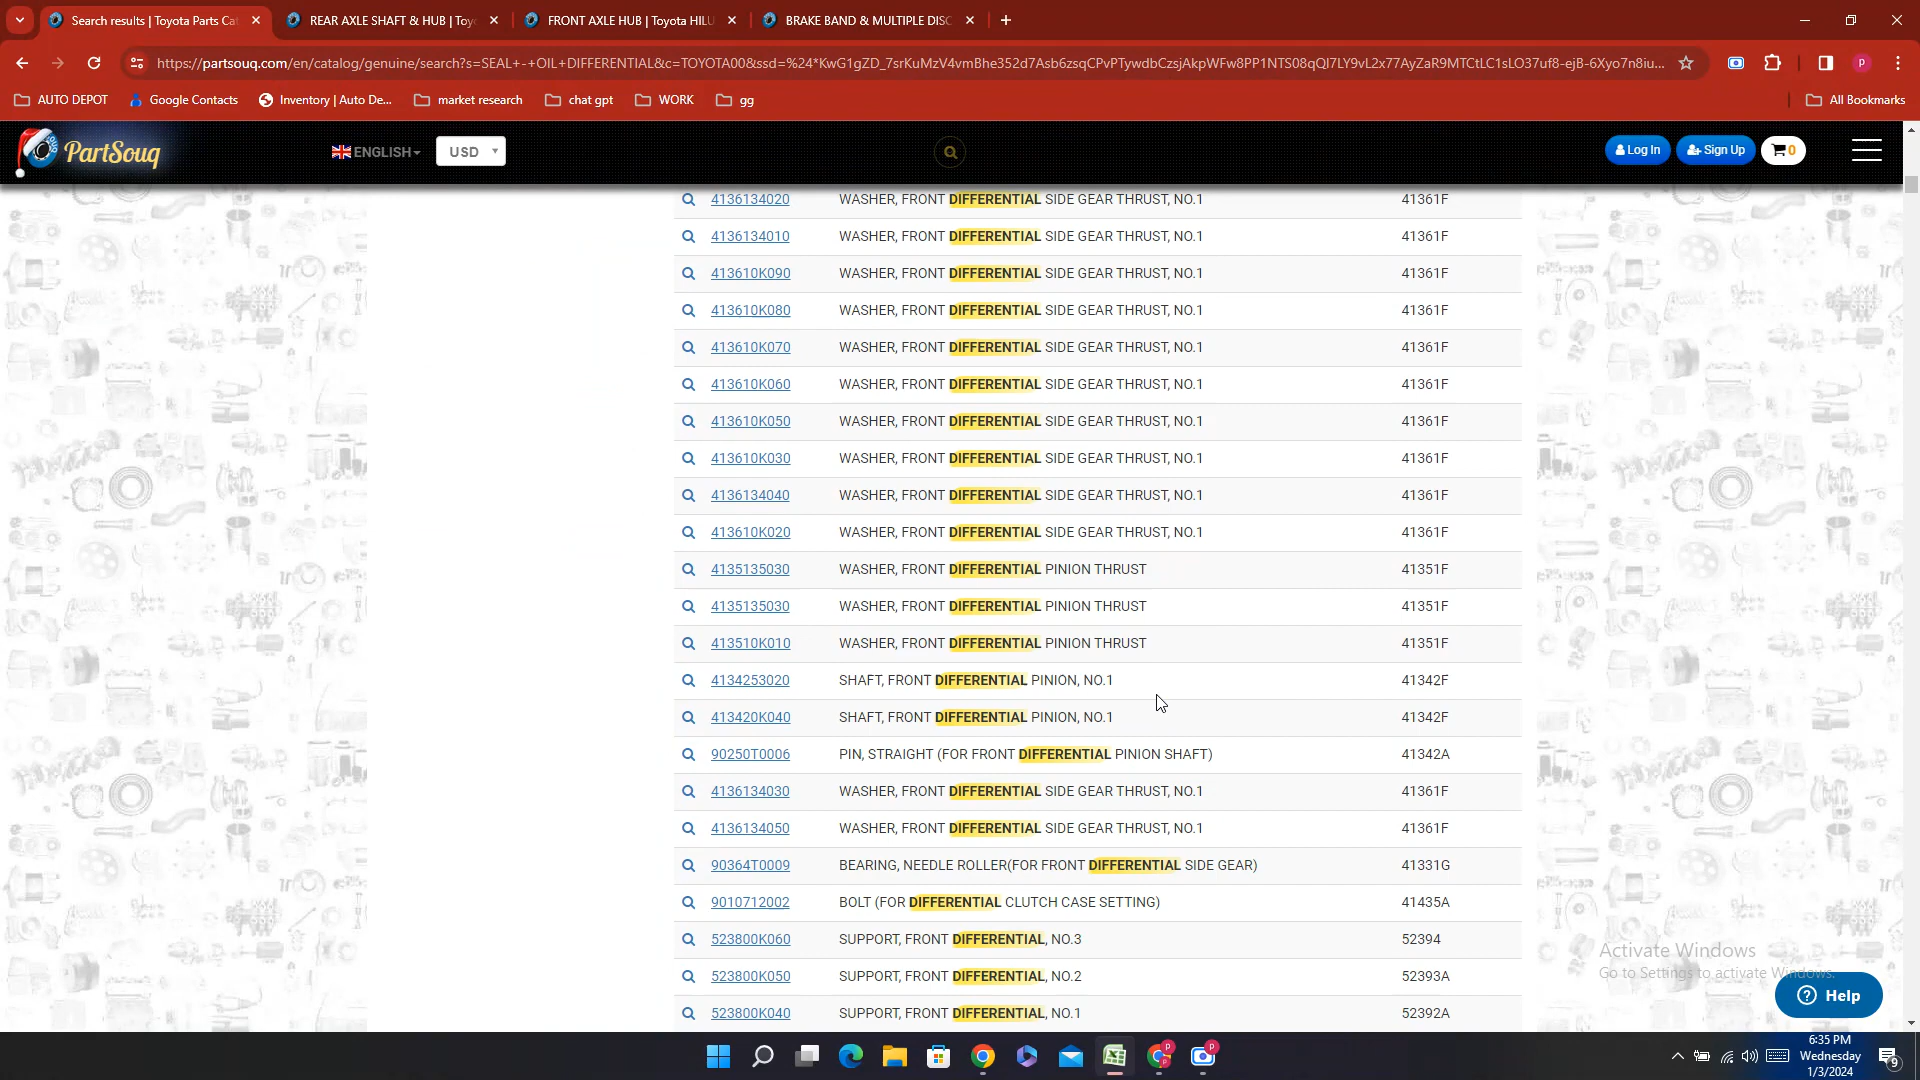 Search results | Toyota Parts Cat
REAR AXLE SHAFT & HUB | Toyo
FRONT AXLE HUB | Toyota HILU
BRAKE BAND & MULTIPLE DISC
https://partsouq.com/en/catalog/genuine/search?s=SEAL+-+OIL+DIFFERENTIAL&c=TOYOTA00&ssd=%24*KwG1gZD_7srKuMzV4vmBhe352d7Asb6zsqCPvPTywdbCzsjAkpWFw8PP1NTS08qQI7LY9vL2x77AyZaR9MTCtLC1sLO37uf8-ejB-6Xyo7n8iu...
AUTO DEPOT
Google Contacts
Inventory | Auto De...
market research
chat gpt
WORK
gg
All Bookmarks
PartSouq
ENGLISH
USD
Log In
Sign Up
0
4136134020 WASHER, FRONT DIFFERENTIAL SIDE GEAR THRUST, NO.1 41361F
4136134010 WASHER, FRONT DIFFERENTIAL SIDE GEAR THRUST, NO.1 41361F
413610K090 WASHER, FRONT DIFFERENTIAL SIDE GEAR THRUST, NO.1 41361F
413610K080 WASHER, FRONT DIFFERENTIAL SIDE GEAR THRUST, NO.1 41361F
413610K070 WASHER, FRONT DIFFERENTIAL SIDE GEAR THRUST, NO.1 41361F
413610K060 WASHER, FRONT DIFFERENTIAL SIDE GEAR THRUST, NO.1 41361F
413610K050 WASHER, FRONT DIFFERENTIAL SIDE GEAR THRUST, NO.1 41361F
413610K030 WASHER, FRONT DIFFERENTIAL SIDE GEAR THRUST, NO.1 41361F
4136134040 WASHER, FRONT DIFFERENTIAL SIDE GEAR THRUST, NO.1 41361F
413610K020 WASHER, FRONT DIFFERENTIAL SIDE GEAR THRUST, NO.1 41361F
4135135030 WASHER, FRONT DIFFERENTIAL PINION THRUST 41351F
4135135030 WASHER, FRONT DIFFERENTIAL PINION THRUST 41351F
413510K010 WASHER, FRONT DIFFERENTIAL PINION THRUST 41351F
4134253020 SHAFT, FRONT DIFFERENTIAL PINION, NO.1 41342F
413420K040 SHAFT, FRONT DIFFERENTIAL PINION, NO.1 41342F
90250T0006 PIN, STRAIGHT (FOR FRONT DIFFERENTIAL PINION SHAFT) 41342A
4136134030 WASHER, FRONT DIFFERENTIAL SIDE GEAR THRUST, NO.1 41361F
4136134050 WASHER, FRONT DIFFERENTIAL SIDE GEAR THRUST, NO.1 41361F
90364T0009 BEARING, NEEDLE ROLLER(FOR FRONT DIFFERENTIAL SIDE GEAR) 41331G
9010712002 BOLT (FOR DIFFERENTIAL CLUTCH CASE SETTING) 41435A
523800K060 SUPPORT, FRONT DIFFERENTIAL, NO.3 52394
523800K050 SUPPORT, FRONT DIFFERENTIAL, NO.2 52393A
523800K040 SUPPORT, FRONT DIFFERENTIAL, NO.1 52392A
Activate Windows
Go to Settings to activate Windows.
Help
6:35 PM
Wednesday
1/3/2024
9